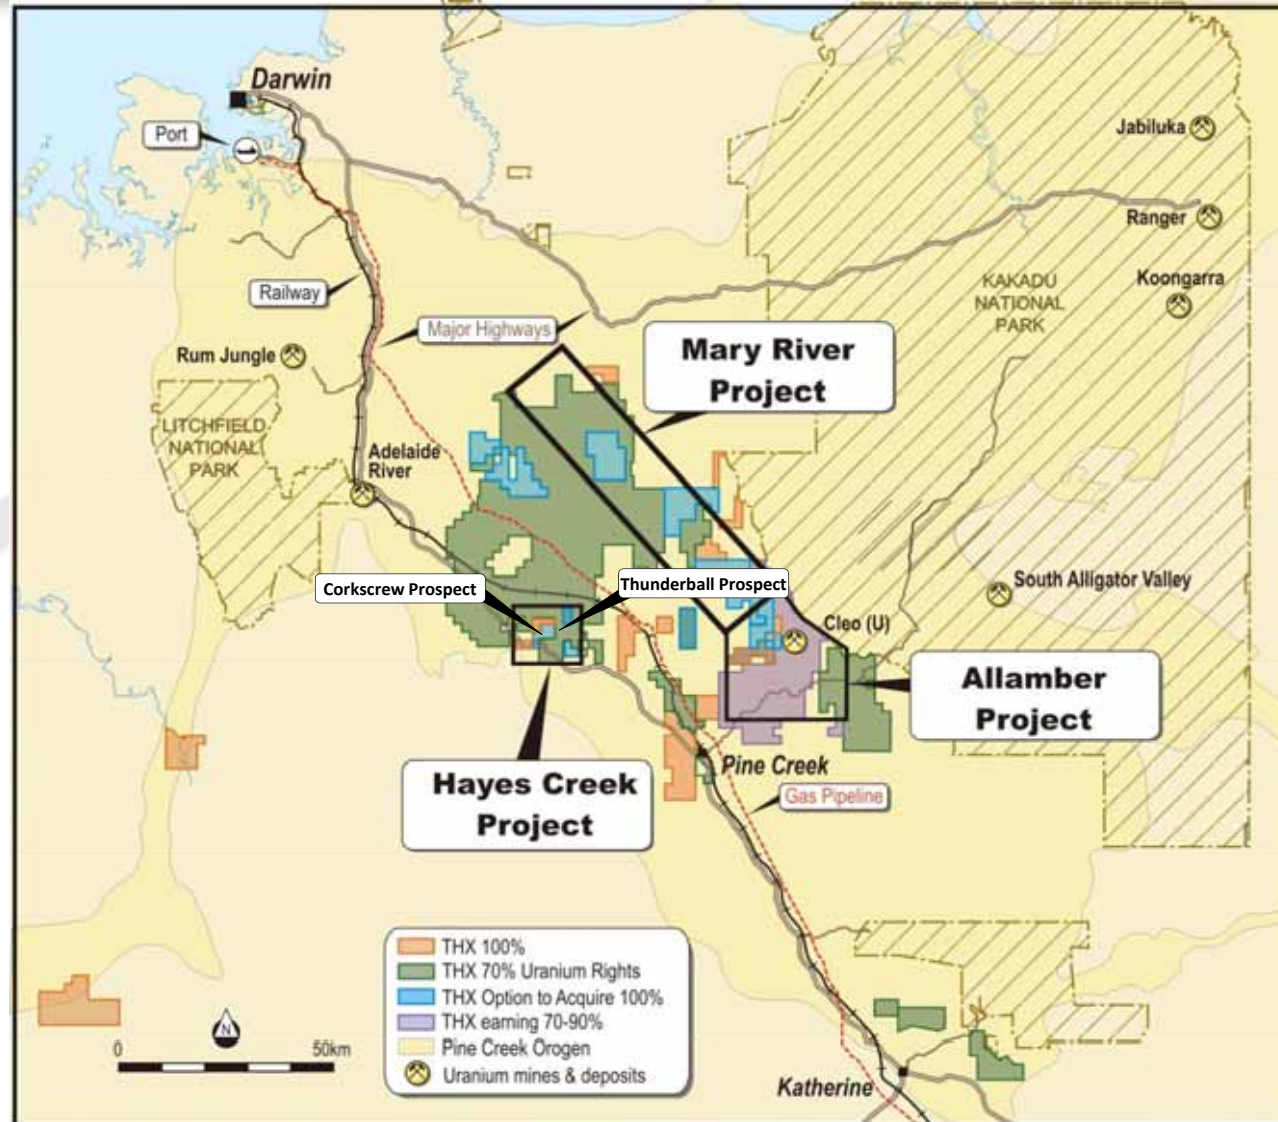 Darwin
Port
Jabiluka
Ranger
Koongarra
KAKADU
NATIONAL
PARK
Railway
Major Highways
Rum Jungle
Mary River
Project
LITCHFIELD
NATIONAL
PARK
Adelaide
River
Corkscrew Prospect
Thunderball Prospect
South Alligator Valley
Cleo (U)
Allamber
Project
Hayes Creek
Project
Pine Creek
Gas Pipeline
THX 100%
THX 70% Uranium Rights
THX Option to Acquire 100%
THX earning 70-90%
Pine Creek Orogen
Uranium mines & deposits
N
0 50km
Katherine